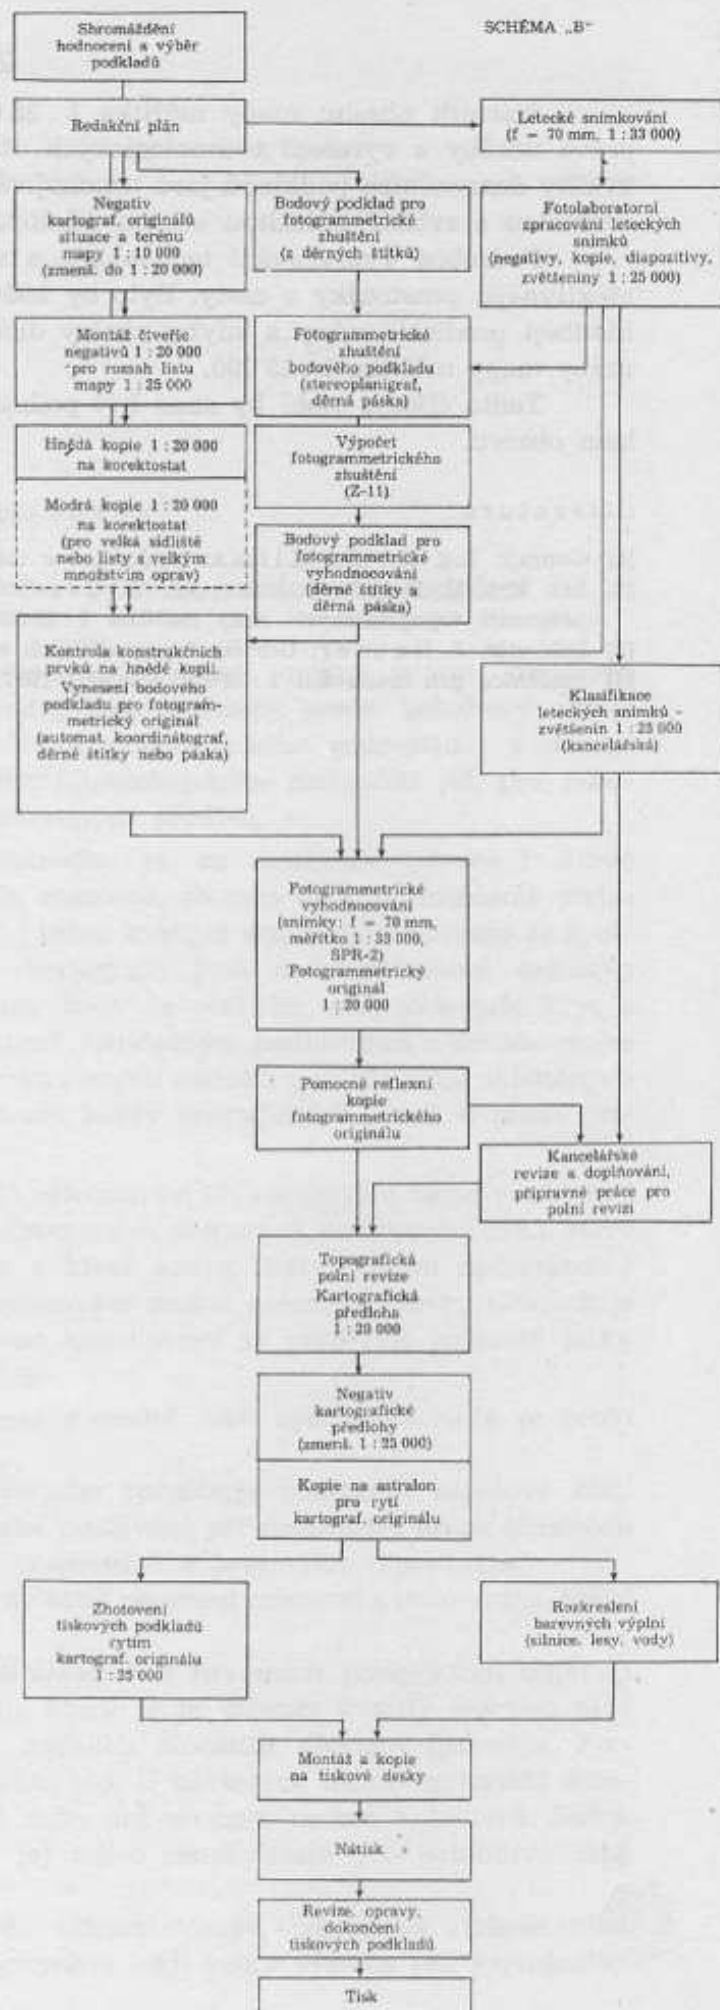 SCHÉMA „B"
Shromáždění
hodnocení a výběr
podkladů
Redakční plán
Letecké snímkování
(f = 70 mm, 1 : 33 000)
Negativ
kartograf. originálů
situace a terénu
mapy 1 : 10 000
(zmenš. do 1 : 20 000)
Bodový podklad pro
fotogrammetrické
zhuštění
(z děrných štítků)
Fotolaboratorní
zpracování leteckých
snímků
(negativy, kopie, diapozitivy,
zvětšeniny 1 : 25 000)
Montáž čtveřic
negativů 1 : 20 000
pro rozsah listu
mapy 1 : 25 000
Fotogrammetrické
zhuštění
bodového podkladu
(stereoplanigraf,
děrná páska)
Hnědá kopie 1 : 20 000
na korektostat
Výpočet
fotogrammetrického
zhuštění
(Z-11)
Modrá kopie 1 : 20 000
na korektostat
(pro velká sídliště
nebo listy s velkým
množstvím oprav)
Bodový podklad pro
fotogrammetrické
vyhodnocování
(děrné štítky a
děrná páska)
Kontrola konstrukčních
prvků na hnědé kopii.
Vynesení bodového
podkladu pro fotogram-
metrický originál
(automat. koordinátograf,
děrné štítky nebo páska)
Klasifikace
leteckých snímků -
zvětšenin 1 : 25 000
(kancelářská)
Fotogrammetrické
vyhodnocování
(snímky: f = 70 mm,
měřítko 1 : 33 000,
SPR-2)
Fotogrammetrický
originál
1 : 20 000
Pomocné reflexní
kopie
fotogrammetrického
originálu
Kancelářské
revize a doplňování,
přípravné práce pro
polní revizi
Topografická
polní revize
Kartografická
předloha
1 : 20 000
Negativ
kartografické
předlohy
(zmenš. 1 : 25 000)
Kopie na astralon
pro rytí
kartograf. originálu
Zhotovení
tiskových podkladů
rytím
kartograf. originálu
1 : 25 000
Rozkreslení
barevných výplní
(silnice, lesy, vody)
Montáž a kopie
na tiskové desky
Nátisk
Revize, opravy,
dokončení
tiskových podkladů
Tisk